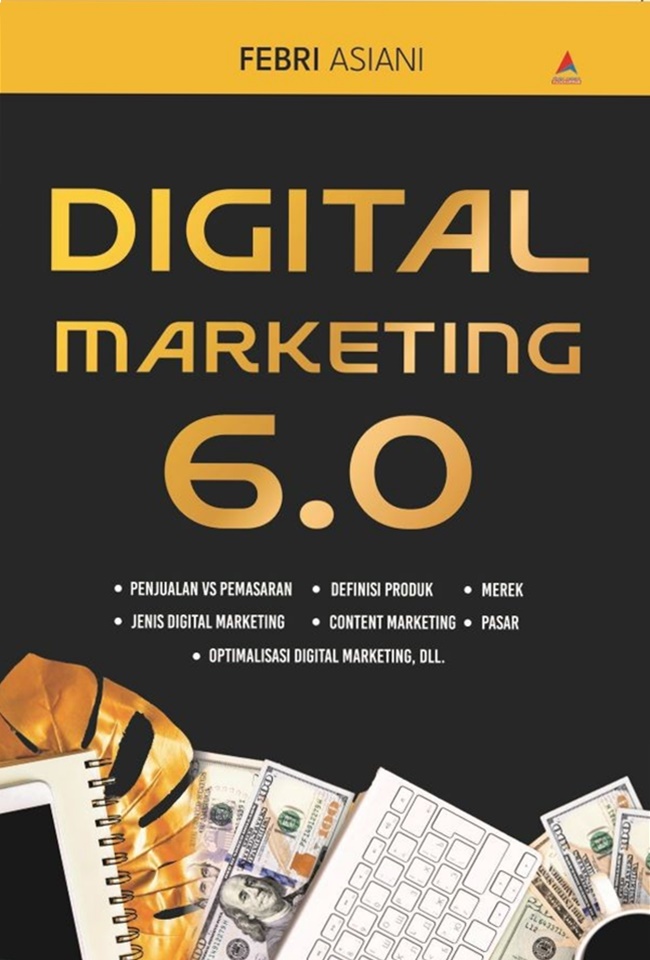 FEBRI ASIANI
DIGITAL
MARKETING
6.0
• PENJUALAN VS PEMASARAN • DEFINISI PRODUK • MEREK
• JENIS DIGITAL MARKETING • CONTENT MARKETING • PASAR
• OPTIMALISASI DIGITAL MARKETING, DLL.
100